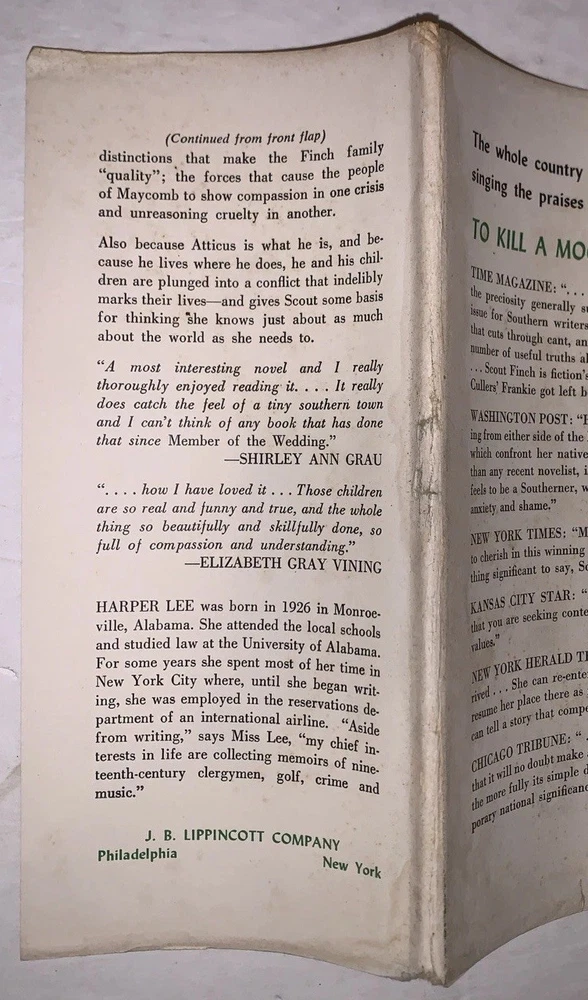 (Continued from front flap)
distinctions that make the Finch family
“quality”; the forces that cause the people
of Maycomb to show compassion in one crisis
and unreasoning cruelty in another.
Also because Atticus is what he is, and be-
cause he lives where he does, he and his chil-
dren are plunged into a conflict that indelibly
marks their lives—and gives Scout some basis
for thinking she knows just about as much
about the world as she needs to.
“A most interesting novel and I really
thoroughly enjoyed reading it. . . . It really
does catch the feel of a tiny southern town
and I can’t think of any book that has done
that since Member of the Wedding.”
—SHIRLEY ANN GRAU
“. . . . how I have loved it . . . Those children
are so real and funny and true, and the whole
thing so beautifully and skillfully done, so
full of compassion and understanding.”
—ELIZABETH GRAY VINING
HARPER LEE was born in 1926 in Monroe-
ville, Alabama. She attended the local schools
and studied law at the University of Alabama.
For some years she spent most of her time in
New York City where, until she began writ-
ing, she was employed in the reservations de-
partment of an international airline. “Aside
from writing,” says Miss Lee, “my chief in-
terests in life are collecting memoirs of nine-
teenth-century clergymen, golf, crime and
music.”
J. B. LIPPINCOTT COMPANY
Philadelphia New York
The whole country
singing the praises
TO KILL A MO
TIME MAGAZINE: “. . .
the preciosity generally
issue for Southern writers
that cuts through cant, an
number of useful truths
. . . Scout Finch is fiction’s
Cullers’ Frankie got left b
WASHINGTON POST:
ing from either side of the
which confront her native
than any recent novelist,
feels to be a Southerner, w
anxiety and shame.”
NEW YORK TIMES: “M
to cherish in this winning
thing significant to say, Sc
KANSAS CITY STAR: “
that you are seeking conte
values.”
NEW YORK HERALD T
rived . . . She can re-ente
resume her place there as
can tell a story that compe
CHICAGO TRIBUNE: “ .
that it will no doubt make
the more fully its simple d
porary national significanc